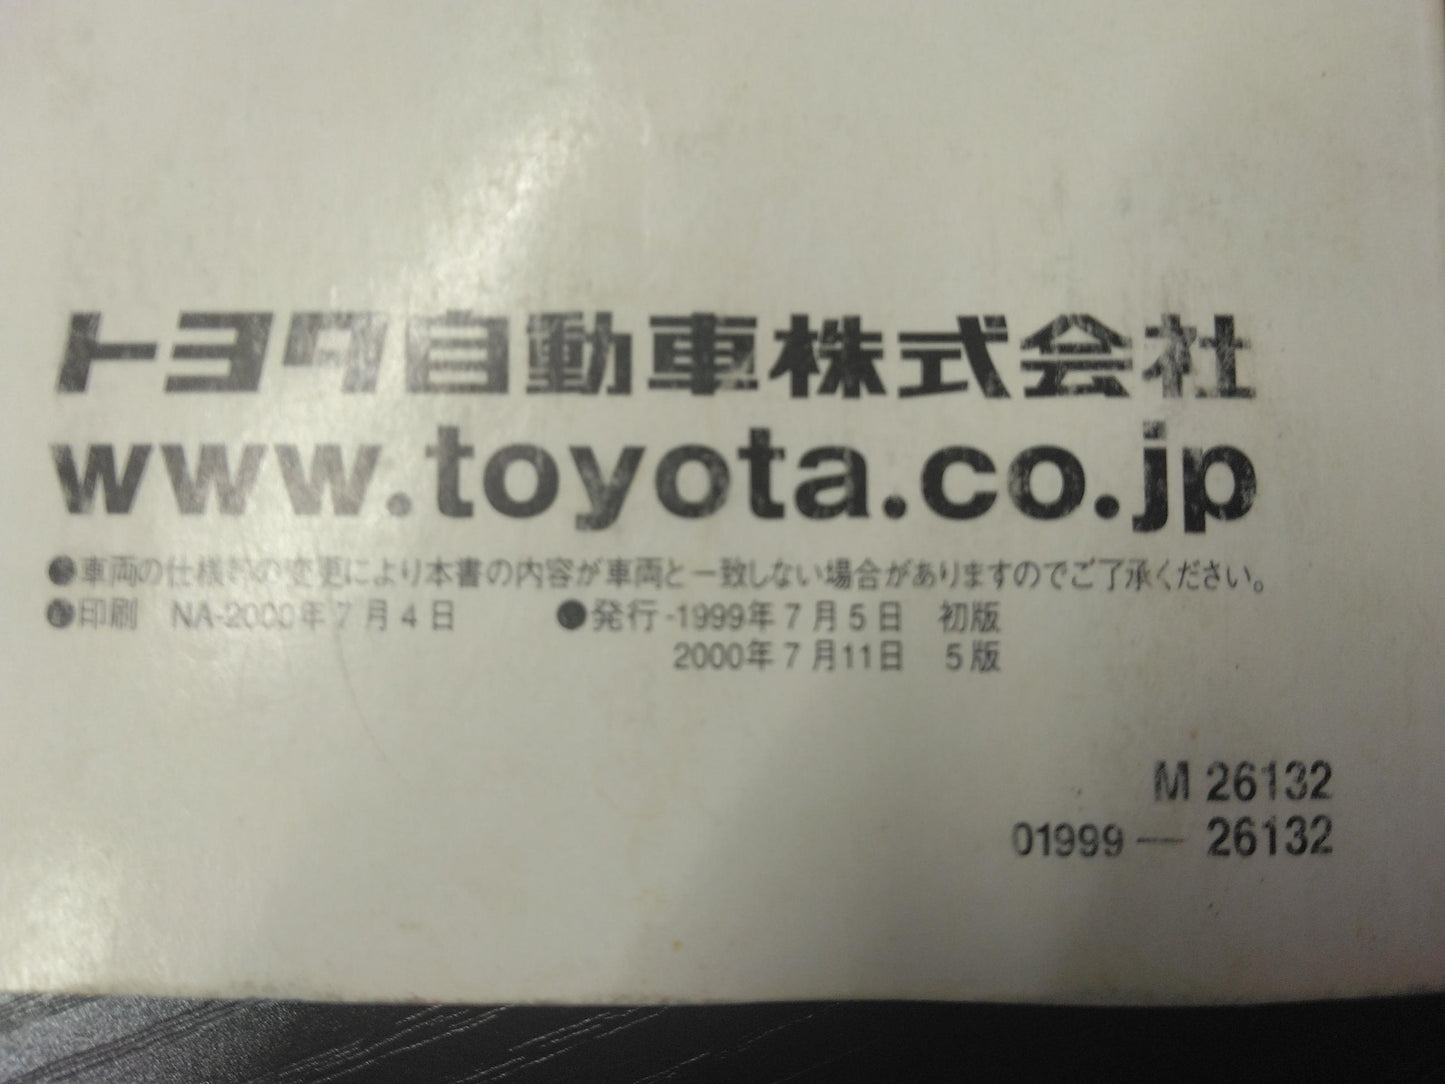 トヨタ自動車株式会社
www.toyota.co.jp
●車両の仕様等の変更により本書の内容が車両と一致しない場合がありますのでご了承ください。
●印刷 NA-2000年7月4日 ●発行-1999年7月5日 初版
2000年7月11日 5版
M 26132
01999— 26132